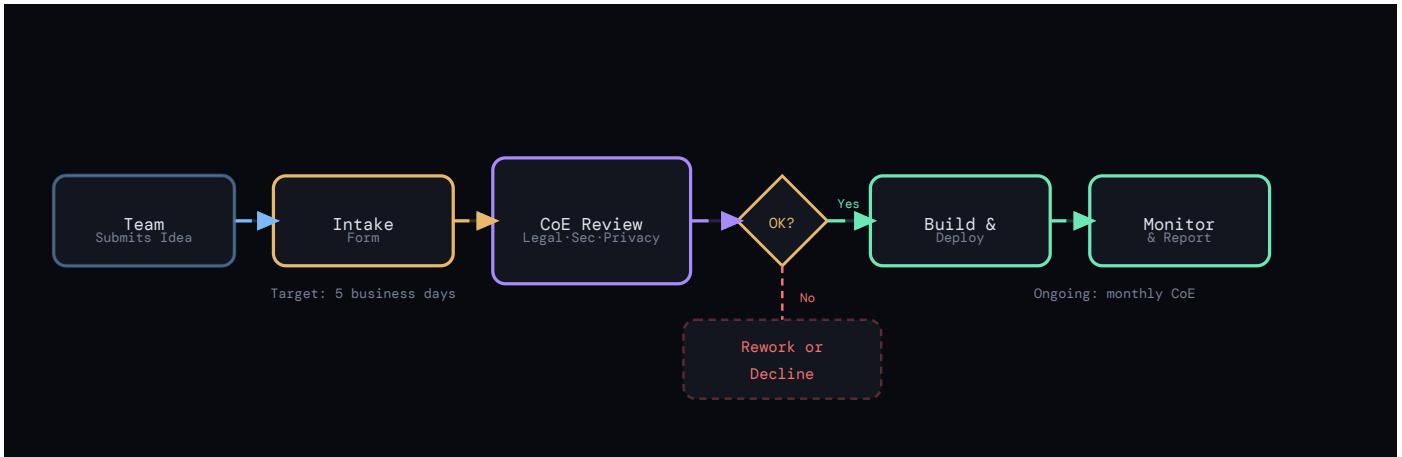 Team
Submits Idea
Intake
Form
CoE Review
Legal·Sec·Privacy
OK?
Yes
Build &
Deploy
Monitor
& Report
Target: 5 business days
No
Ongoing: monthly CoE
Rework or
Decline